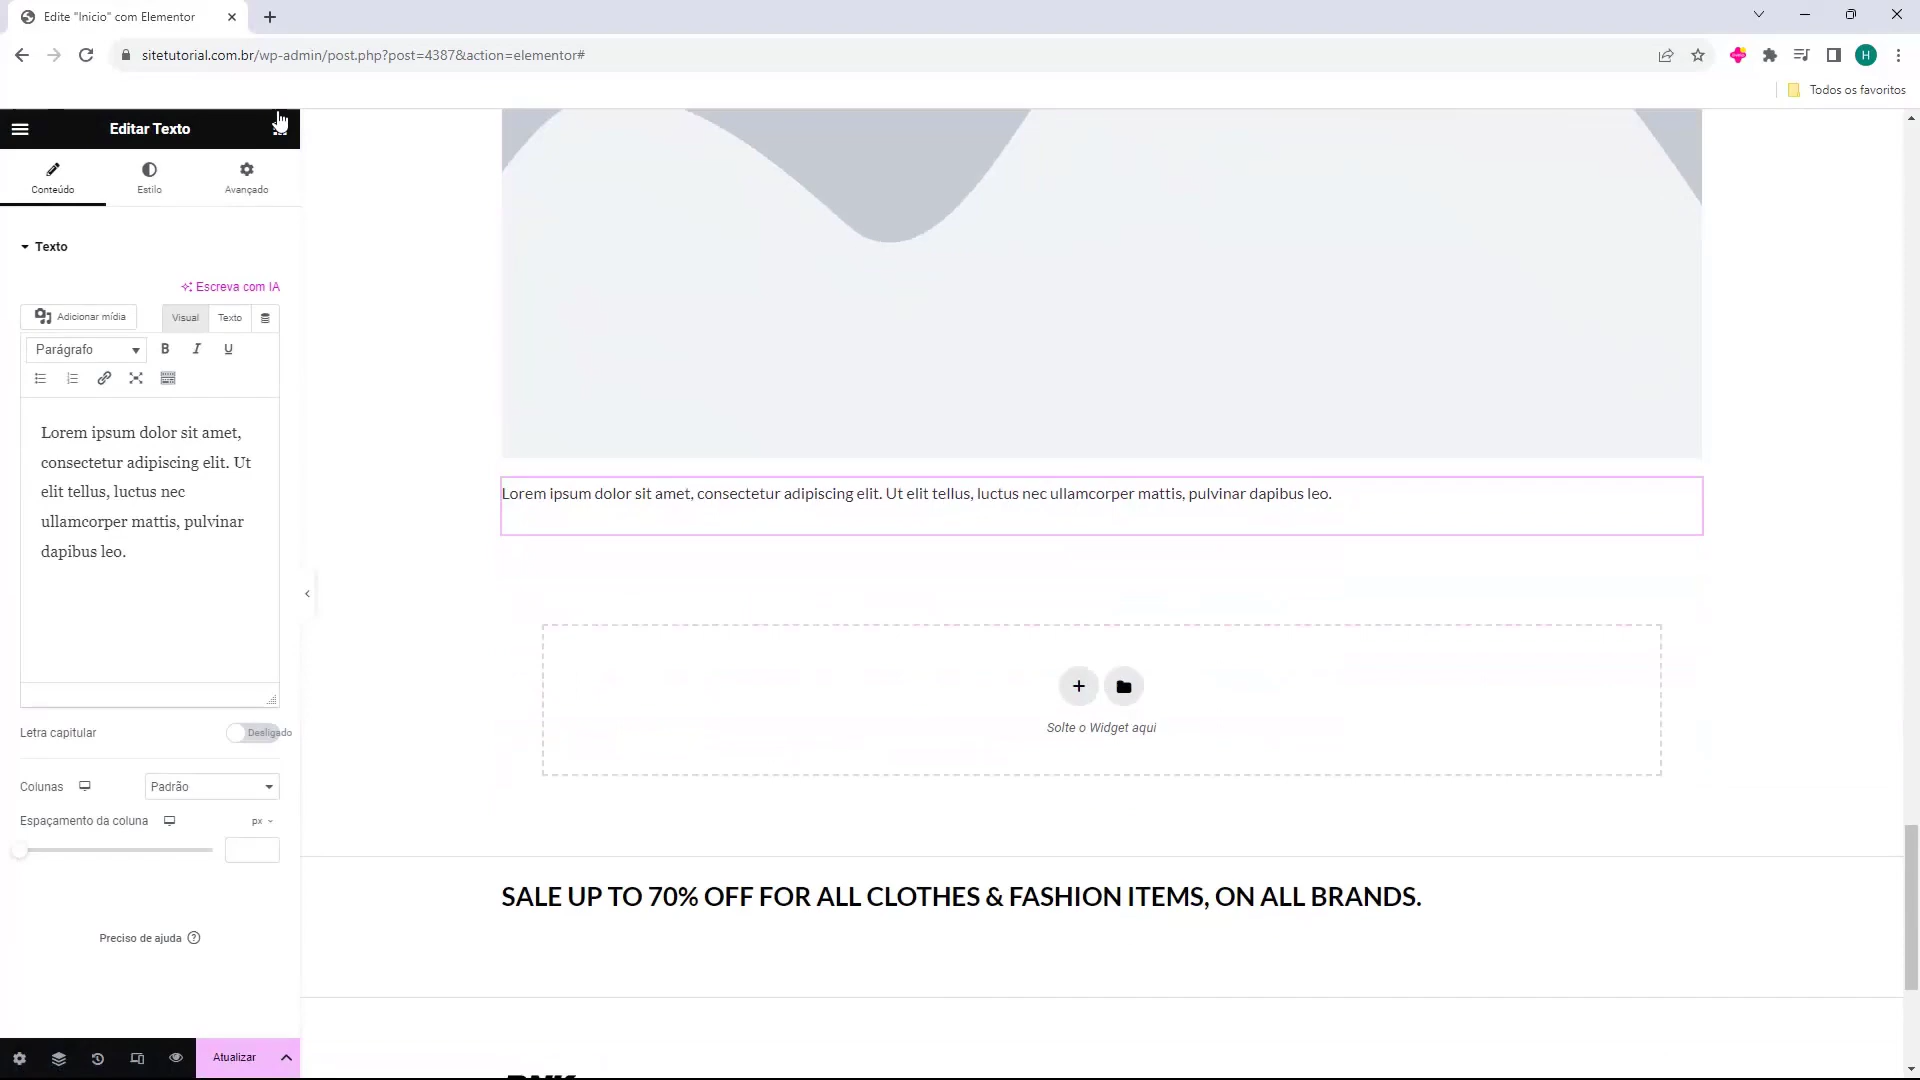 Edite "Inicio" com Elementor
sitetutorial.com.br/wp-admin/post.php?post=4387&action=elementor#
H
Todos os favoritos
Editar Texto
Conteúdo
Estilo
Avançado
Texto
Escreva com IA
Adicionar mídia
Visual
Texto
Parágrafo
B
I
U
Lorem ipsum dolor sit amet,
consectetur adipiscing elit. Ut
elit tellus, luctus nec
ullamcorper mattis, pulvinar
dapibus leo.
Letra capitular
Desligado
Colunas
Padrão
Espaçamento da coluna
px
Preciso de ajuda
Atualizar
Lorem ipsum dolor sit amet, consectetur adipiscing elit. Ut elit tellus, luctus nec ullamcorper mattis, pulvinar dapibus leo.
Solte o Widget aqui
SALE UP TO 70% OFF FOR ALL CLOTHES & FASHION ITEMS, ON ALL BRANDS.